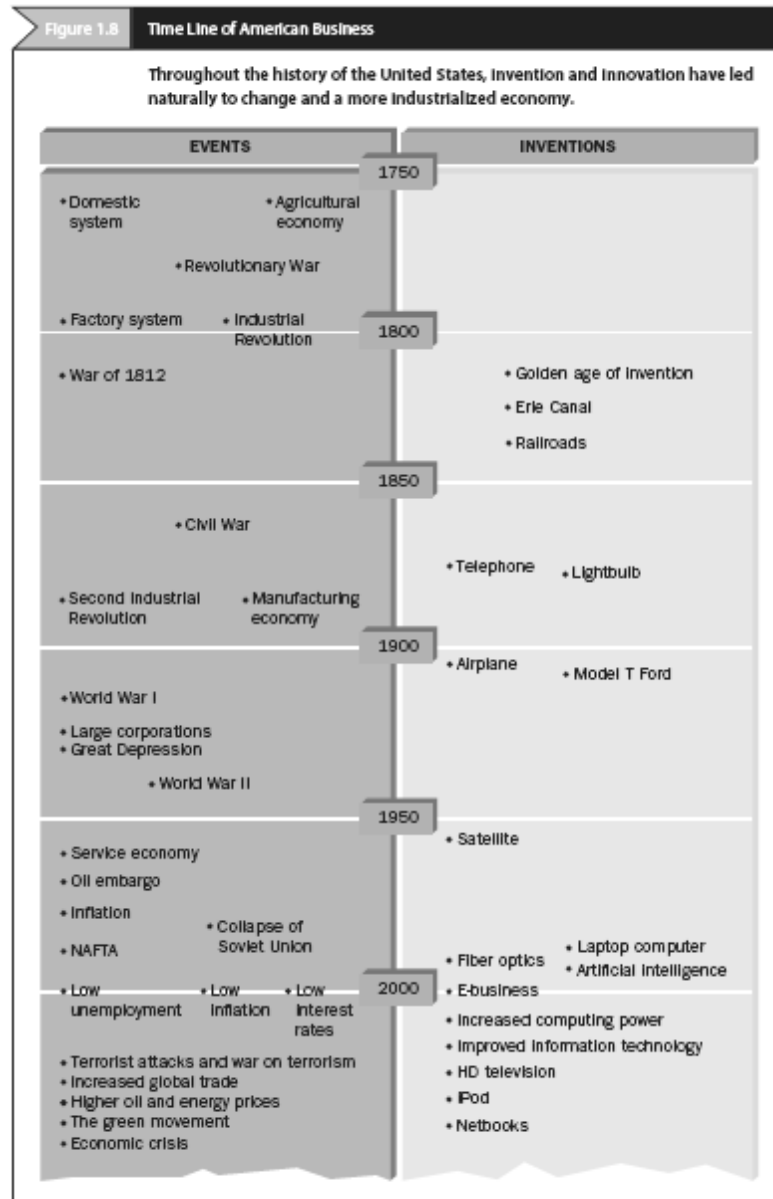 Figure 1.8 Time Line of American Business
Throughout the history of the United States, invention and innovation have led
naturally to change and a more industrialized economy.
EVENTS
INVENTIONS
1750
• Domestic
system
• Agricultural
economy
• Revolutionary War
• Factory system
• Industrial
Revolution
1800
• War of 1812
• Golden age of invention
• Erie Canal
• Railroads
1850
• Civil War
• Telephone
• Lightbulb
• Second Industrial
Revolution
• Manufacturing
economy
1900
• Airplane
• Model T Ford
• World War I
• Large corporations
• Great Depression
• World War II
1950
• Satellite
• Service economy
• Oil embargo
• Inflation
• Collapse of
Soviet Union
• NAFTA
• Fiber optics
• Laptop computer
• Artificial intelligence
• Low
unemployment
• Low
inflation
• Low
interest
rates
2000
• E-business
• Increased computing power
• Improved information technology
• HD television
• iPod
• Netbooks
• Terrorist attacks and war on terrorism
• Increased global trade
• Higher oil and energy prices
• The green movement
• Economic crisis